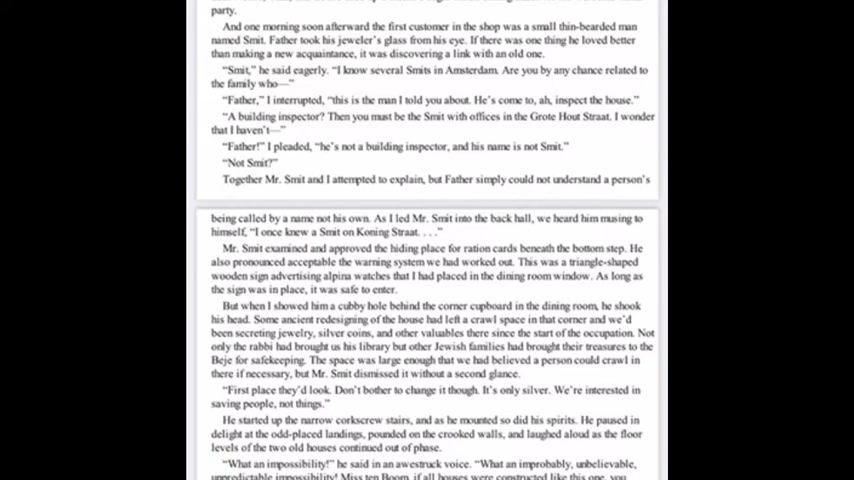 party.
And one morning soon afterward the first customer in the shop was a small thin-bearded man
named Smit. Father took his jeweler's glass from his eye. If there was one thing he loved better
than making a new acquaintance, it was discovering a link with an old one.
“Smit,” he said eagerly. “I know several Smits in Amsterdam. Are you by any chance related to
the family who—”
“Father,” I interrupted, “this is the man I told you about. He's come to, ah, inspect the house.”
“A building inspector? Then you must be the Smit with offices in the Grote Hout Straat. I wonder
that I haven't—”
“Father!” I pleaded, “he's not a building inspector, and his name is not Smit.”
“Not Smit?”
Together Mr. Smit and I attempted to explain, but Father simply could not understand a person's
being called by a name not his own. As I led Mr. Smit into the back hall, we heard him musing to
himself, “I once knew a Smit on Koning Straat. . . .”
Mr. Smit examined and approved the hiding place for ration cards beneath the bottom step. He
also pronounced acceptable the warning system we had worked out. This was a triangle-shaped
wooden sign advertising alpina watches that I had placed in the dining room window. As long as
the sign was in place, it was safe to enter.
But when I showed him a cubby hole behind the corner cupboard in the dining room, he shook
his head. Some ancient redesigning of the house had left a crawl space in that corner and we'd
been secreting jewelry, silver coins, and other valuables there since the start of the occupation. Not
only the rabbi had brought us his library but other Jewish families had brought their treasures to the
Beje for safekeeping. The space was large enough that we had believed a person could crawl in
there if necessary, but Mr. Smit dismissed it without a second glance.
“First place they'd look. Don't bother to change it though. It's only silver. We're interested in
saving people, not things.”
He started up the narrow corkscrew stairs, and as he mounted so did his spirits. He paused in
delight at the odd-placed landings, pounded on the crooked walls, and laughed aloud as the floor
levels of the two old houses continued out of phase.
“What an impossibility!” he said in an awestruck voice. “What an improbably, unbelievable,
unpredictable impossibility! Miss ten Boom, if all houses were constructed like this one, you